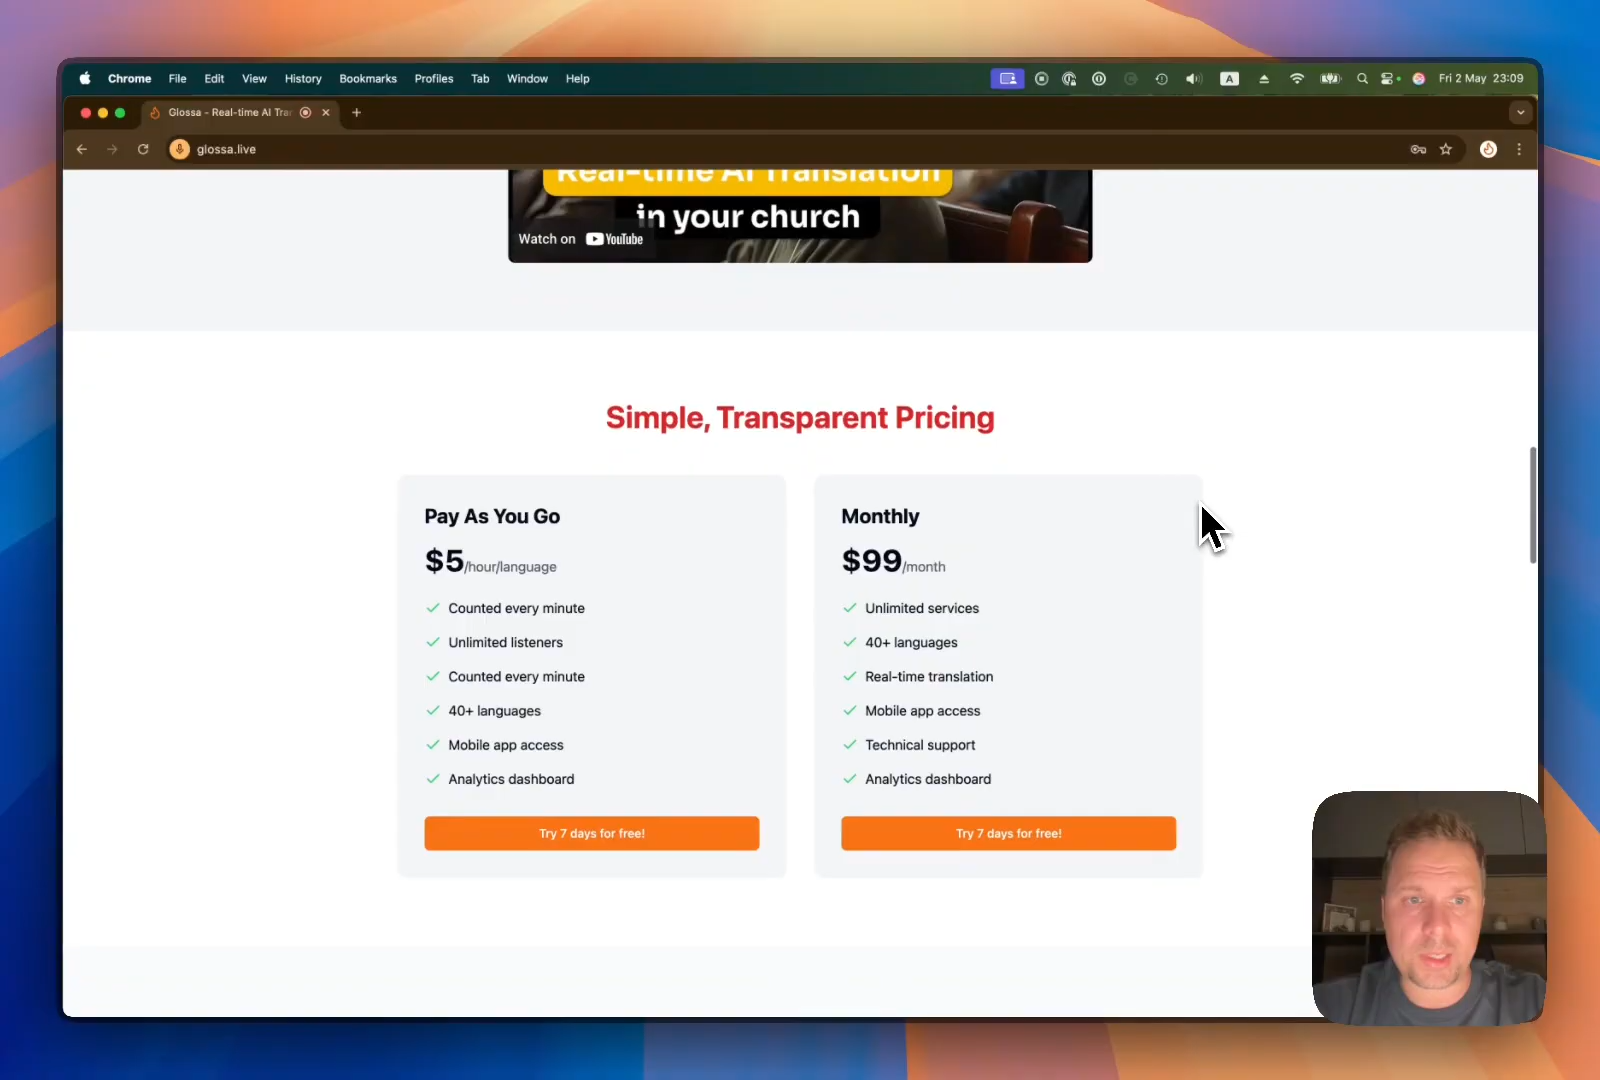 Chrome File Edit View History Bookmarks Profiles Tab Window Help A Fri 2 May 23:09
Glossa - Real-time AI Tra
glossa.live
Real-time AI Translation
in your church
Watch on YouTube
Simple, Transparent Pricing
Pay As You Go
$5/hour/language
Counted every minute
Unlimited listeners
Counted every minute
40+ languages
Mobile app access
Analytics dashboard
Try 7 days for free!
Monthly
$99/month
Unlimited services
40+ languages
Real-time translation
Mobile app access
Technical support
Analytics dashboard
Try 7 days for free!